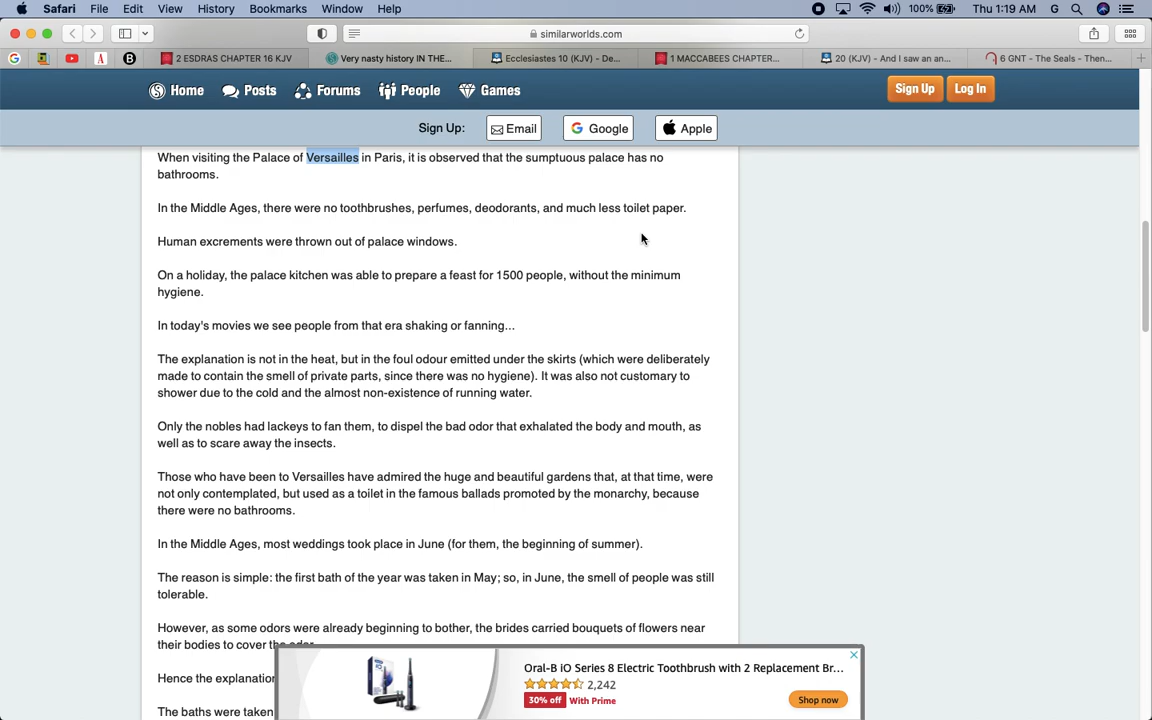 Safari File Edit View History Bookmarks Window Help 100% Thu 1:19 AM G
similarworlds.com
2 ESDRAS CHAPTER 16 KJV Very nasty history IN THE... Ecclesiastes 10 (KJV) - De... 1 MACCABEES CHAPTER... 20 (KJV) - And I saw an an... 6 GNT - The Seals - Then...
Home Posts Forums People Games Sign Up Log In
Sign Up: Email Google Apple
When visiting the Palace of Versailles in Paris, it is observed that the sumptuous palace has no
bathrooms.
In the Middle Ages, there were no toothbrushes, perfumes, deodorants, and much less toilet paper.
Human excrements were thrown out of palace windows.
On a holiday, the palace kitchen was able to prepare a feast for 1500 people, without the minimum
hygiene.
In today's movies we see people from that era shaking or fanning...
The explanation is not in the heat, but in the foul odour emitted under the skirts (which were deliberately
made to contain the smell of private parts, since there was no hygiene). It was also not customary to
shower due to the cold and the almost non-existence of running water.
Only the nobles had lackeys to fan them, to dispel the bad odor that exhalated the body and mouth, as
well as to scare away the insects.
Those who have been to Versailles have admired the huge and beautiful gardens that, at that time, were
not only contemplated, but used as a toilet in the famous ballads promoted by the monarchy, because
there were no bathrooms.
In the Middle Ages, most weddings took place in June (for them, the beginning of summer).
The reason is simple: the first bath of the year was taken in May; so, in June, the smell of people was still
tolerable.
However, as some odors were already beginning to bother, the brides carried bouquets of flowers near
their bodies to cover the odor.
Hence the explanation
The baths were taken
Oral-B iO Series 8 Electric Toothbrush with 2 Replacement Br...
2,242
30% off With Prime
Shop now